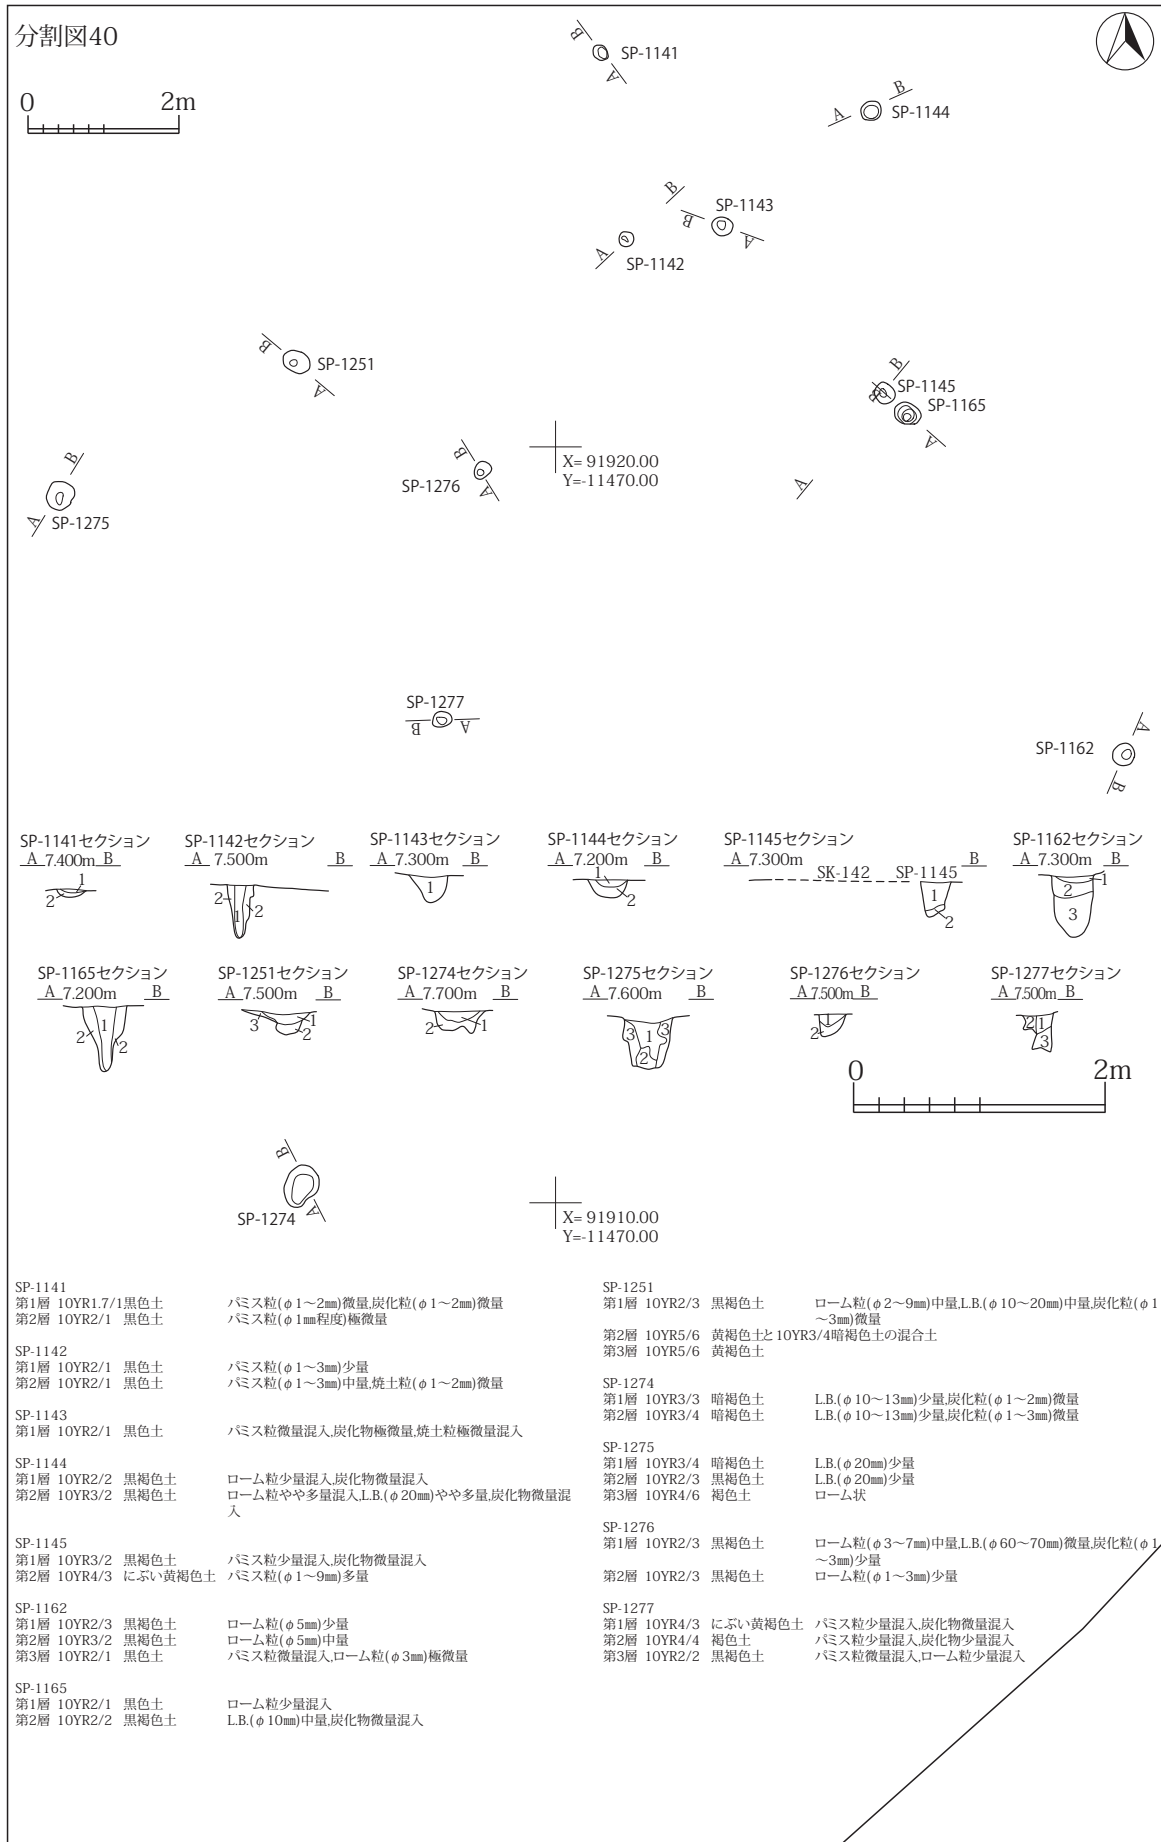 分割図40
0 2m
B
SP-1141
A
B
A
SP-1144
B
SP-1143
B
A
A
SP-1142
B
SP-1251
A
B
SP-1145
B
SP-1165
A
A
X= 91920.00
Y=-11470.00
B
SP-1276
A
B
A
SP-1275
SP-1277
B A
A
SP-1162
B
SP-1141セクション
A 7.400m B
1
2
SP-1142セクション
A 7.500m B
2 1 2
SP-1143セクション
A 7.300m B
1
SP-1144セクション
A 7.200m B
1
2
SP-1145セクション
A 7.300m B
SK-142 SP-1145
1
2
SP-1162セクション
A 7.300m B
1
2
3
SP-1165セクション
A 7.200m B
1
2 2
SP-1251セクション
A 7.500m B
3 1
2
SP-1274セクション
A 7.700m B
2 1
SP-1275セクション
A 7.600m B
3 1 3
2
SP-1276セクション
A 7.500m B
1
2
SP-1277セクション
A 7.500m B
2 1
3
0 2m
B
SP-1274 A
X= 91910.00
Y=-11470.00
SP-1141
第1層 10YR1.7/1黒色土 パミス粒(φ1～2㎜)微量,炭化粒(φ1～2㎜)微量
第2層 10YR2/1 黒色土 パミス粒(φ1㎜程度)極微量
SP-1142
第1層 10YR2/1 黒色土 パミス粒(φ1～3㎜)少量
第2層 10YR2/1 黒色土 パミス粒(φ1～3㎜)中量,焼土粒(φ1～2㎜)微量
SP-1143
第1層 10YR2/1 黒色土 パミス粒微量混入,炭化物極微量,焼土粒極微量混入
SP-1144
第1層 10YR2/2 黒褐色土 ローム粒少量混入,炭化物微量混入
第2層 10YR3/2 黒褐色土 ローム粒やや多量混入,L.B.(φ20㎜)やや多量,炭化物微量混
入
SP-1145
第1層 10YR3/2 黒褐色土 パミス粒少量混入,炭化物微量混入
第2層 10YR4/3 にぶい黄褐色土 パミス粒(φ1～9㎜)多量
SP-1162
第1層 10YR2/3 黒褐色土 ローム粒(φ5㎜)少量
第2層 10YR3/2 黒褐色土 ローム粒(φ5㎜)中量
第3層 10YR2/1 黒色土 パミス粒微量混入,ローム粒(φ3㎜)極微量
SP-1165
第1層 10YR2/1 黒色土 ローム粒少量混入
第2層 10YR2/2 黒褐色土 L.B.(φ10㎜)中量,炭化物微量混入
SP-1251
第1層 10YR2/3 黒褐色土 ローム粒(φ2～9㎜)中量,L.B.(φ10～20㎜)中量,炭化粒(φ1
～3㎜)微量
第2層 10YR5/6 黄褐色土と10YR3/4暗褐色土の混合土
第3層 10YR5/6 黄褐色土
SP-1274
第1層 10YR3/3 暗褐色土 L.B.(φ10～13㎜)少量,炭化粒(φ1～2㎜)微量
第2層 10YR3/4 暗褐色土 L.B.(φ10～13㎜)少量,炭化粒(φ1～3㎜)微量
SP-1275
第1層 10YR3/4 暗褐色土 L.B.(φ20㎜)少量
第2層 10YR2/3 黒褐色土 L.B.(φ20㎜)少量
第3層 10YR4/6 褐色土 ローム状
SP-1276
第1層 10YR2/3 黒褐色土 ローム粒(φ3～7㎜)中量,L.B.(φ60～70㎜)微量,炭化粒(φ1
～3㎜)少量
第2層 10YR2/3 黒褐色土 ローム粒(φ1～3㎜)少量
SP-1277
第1層 10YR4/3 にぶい黄褐色土 パミス粒少量混入,炭化物微量混入
第2層 10YR4/4 褐色土 パミス粒少量混入,炭化物少量混入
第3層 10YR2/2 黒褐色土 パミス粒微量混入,ローム粒少量混入